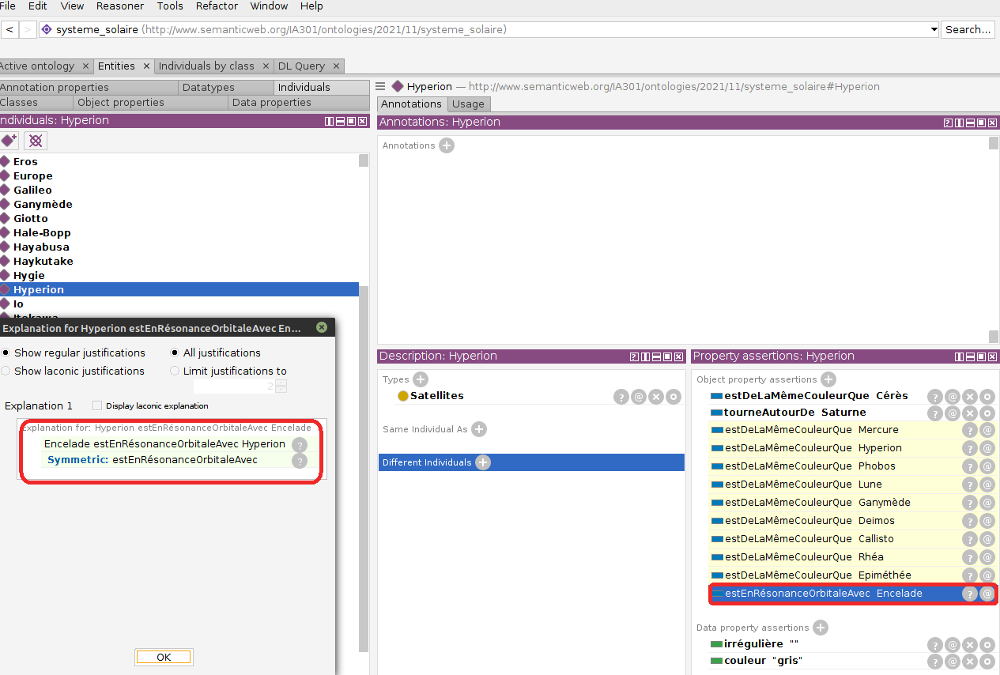 File Edit View Reasoner Tools Refactor Window Help
< > systeme_solaire (http://www.semanticweb.org/IA301/ontologies/2021/11/systeme_solaire) Search...
Active ontology × Entities × Individuals by class × DL Query ×
Annotation properties Datatypes Individuals
Classes Object properties Data properties
ndividuals: Hyperion
Eros
Europe
Galileo
Ganymède
Giotto
Hale-Bopp
Hayabusa
Haykutake
Hygie
Hyperion
Io
Itokawa
Explanation for Hyperion estEnRésonanceOrbitaleAvec En...
Show regular justifications All justifications
Show laconic justifications Limit justifications to
2
Explanation 1 Display laconic explanation
Explanation for: Hyperion estEnRésonanceOrbitaleAvec Encelade
Encelade estEnRésonanceOrbitaleAvec Hyperion ?
Symmetric: estEnRésonanceOrbitaleAvec ?
OK
Hyperion — http://www.semanticweb.org/IA301/ontologies/2021/11/systeme_solaire#Hyperion
Annotations Usage
Annotations: Hyperion
Annotations
Description: Hyperion
Types
Satellites
Same Individual As
Different Individuals
Property assertions: Hyperion
Object property assertions
estDeLaMêmeCouleurQue Cérès
tourneAutourDe Saturne
estDeLaMêmeCouleurQue Mercure
estDeLaMêmeCouleurQue Hyperion
estDeLaMêmeCouleurQue Phobos
estDeLaMêmeCouleurQue Lune
estDeLaMêmeCouleurQue Ganymède
estDeLaMêmeCouleurQue Deimos
estDeLaMêmeCouleurQue Callisto
estDeLaMêmeCouleurQue Rhéa
estDeLaMêmeCouleurQue Epiméthée
estEnRésonanceOrbitaleAvec Encelade
Data property assertions
irrégulière ""
couleur "gris"